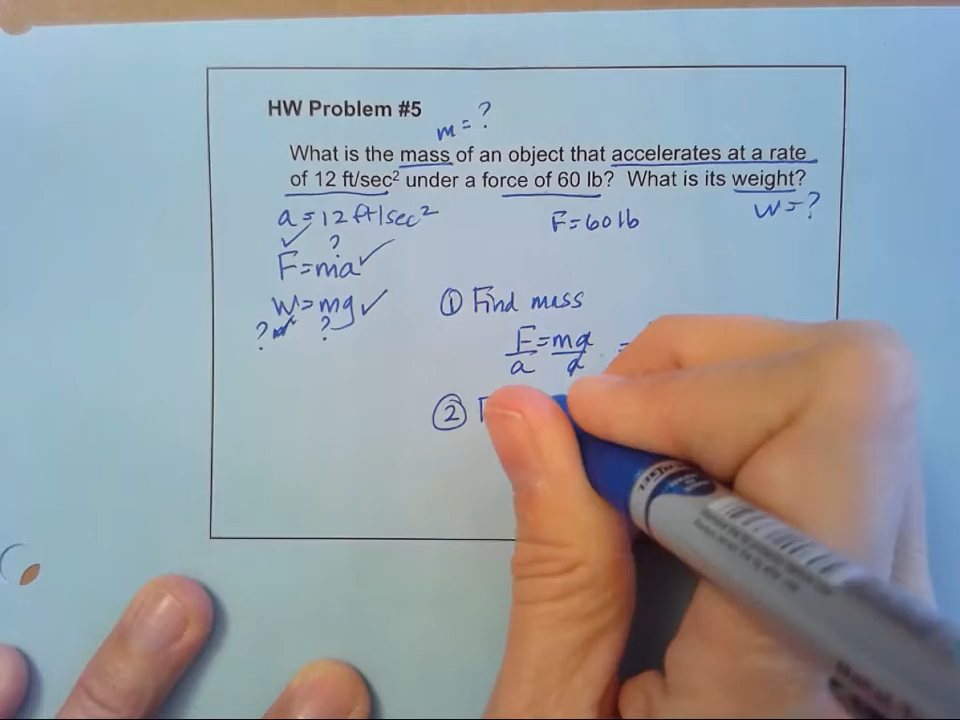 HW Problem #5
m = ?
What is the mass of an object that accelerates at a rate
of 12 ft/sec² under a force of 60 lb? What is its weight?
a = 12 ft/sec² F = 60 lb W = ?
?
F = ma
W = mg ① Find mass
? ?
F = ma =
a a
②